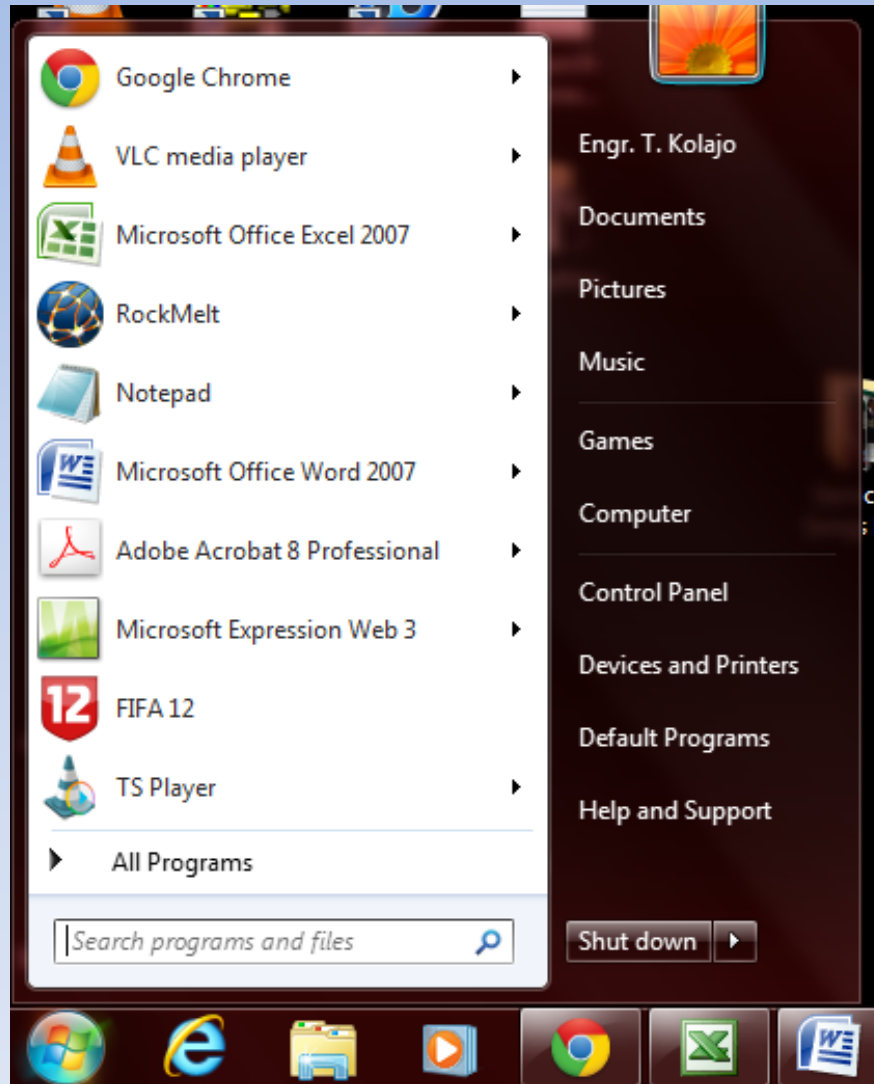 Google Chrome
VLC media player
Microsoft Office Excel 2007
RockMelt
Notepad
Microsoft Office Word 2007
Adobe Acrobat 8 Professional
Microsoft Expression Web 3
12
FIFA 12
TS Player
All Programs
Search programs and files
Engr. T. Kolajo
Documents
Pictures
Music
Games
Computer
Control Panel
Devices and Printers
Default Programs
Help and Support
Shut down